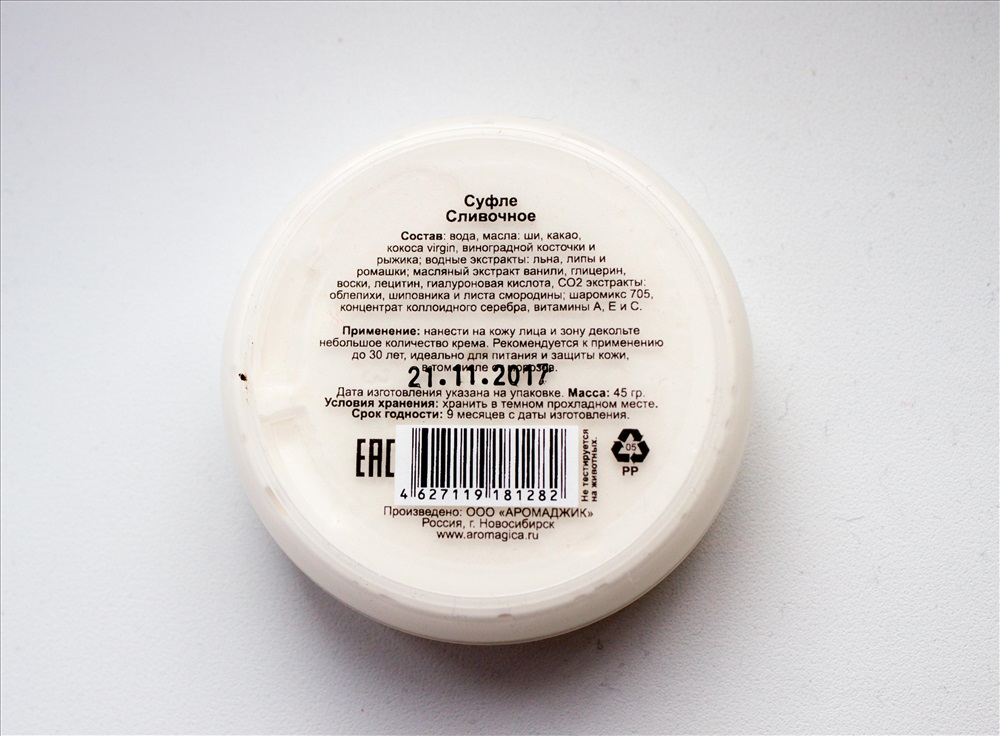 Суфле
Сливочное
Состав: вода, масла: ши, какао,
кокоса virgin, виноградной косточки и
рыжика; водные экстракты: льна, липы и
ромашки; масляный экстракт ванили, глицерин,
воски, лецитин, гиалуроновая кислота, СО2 экстракты:
облепихи, шиповника и листа смородины; шаромикс 705,
концентрат коллоидного серебра, витамины А, Е и С.
Применение: нанести на кожу лица и зону декольте
небольшое количество крема. Рекомендуется к применению
до 30 лет, идеально для питания и защиты кожи,
в том числе
21.11.2017
Дата изготовления указана на упаковке. Масса: 45 гр.
Условия хранения: хранить в темном прохладном месте.
Срок годности: 9 месяцев с даты изготовления.
EAC
4 627119 181282
Не тестируется
на животных.
05
PP
Произведено: ООО «АРОМАДЖИК»
Россия, г. Новосибирск
www.aromagica.ru